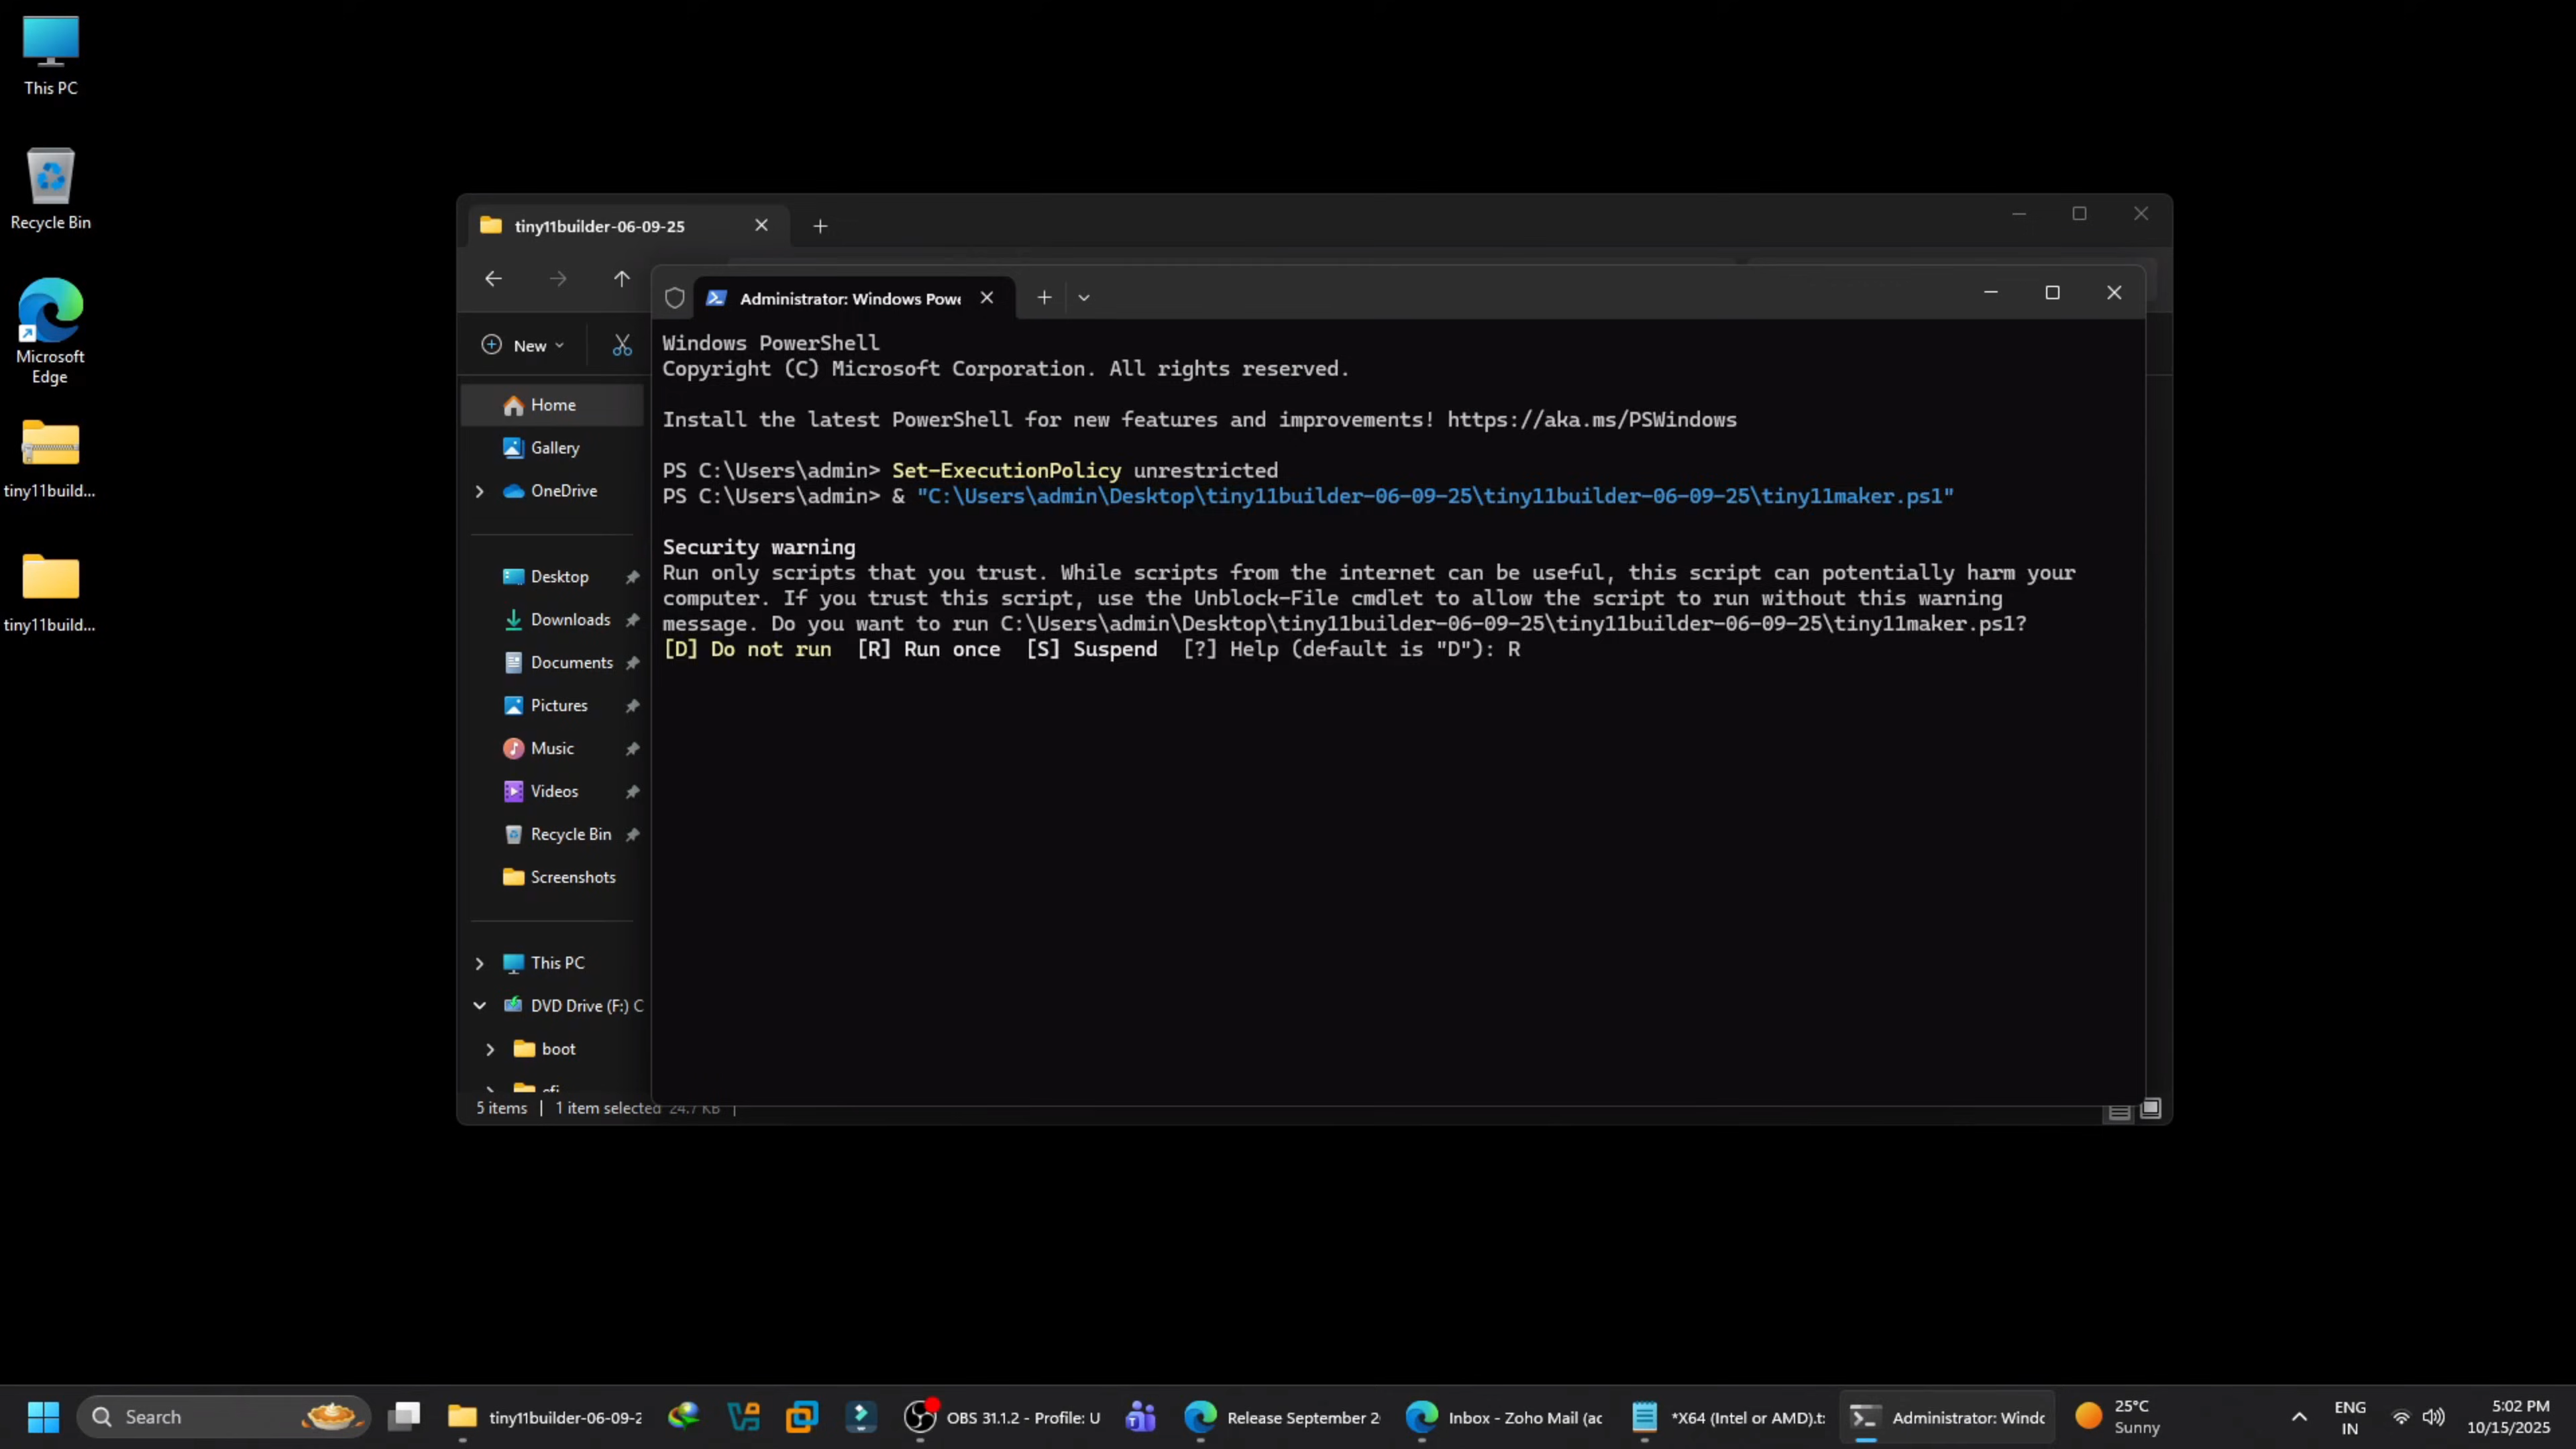 This PC
Recycle Bin
Microsoft
Edge
tiny11build...
tiny11build...
tiny11builder-06-09-25
New
Home
Gallery
OneDrive
Desktop
Downloads
Documents
Pictures
Music
Videos
Recycle Bin
Screenshots
This PC
DVD Drive (F:) C
boot
efi
5 items
1 item selected 24.7 KB
Administrator: Windows Powe
Windows PowerShell
Copyright (C) Microsoft Corporation. All rights reserved.
Install the latest PowerShell for new features and improvements! https://aka.ms/PSWindows
PS C:\Users\admin> Set-ExecutionPolicy unrestricted
PS C:\Users\admin> & "C:\Users\admin\Desktop\tiny11builder-06-09-25\tiny11builder-06-09-25\tiny11maker.ps1"
Security warning
Run only scripts that you trust. While scripts from the internet can be useful, this script can potentially harm your
computer. If you trust this script, use the Unblock-File cmdlet to allow the script to run without this warning
message. Do you want to run C:\Users\admin\Desktop\tiny11builder-06-09-25\tiny11builder-06-09-25\tiny11maker.ps1?
[D] Do not run [R] Run once [S] Suspend [?] Help (default is "D"): R
Search
tiny11builder-06-09-2
OBS 31.1.2 - Profile: U
Release September 2
Inbox - Zoho Mail (ac
*X64 (Intel or AMD).t
Administrator: Windo
25°C
Sunny
ENG
IN
5:02 PM
10/15/2025